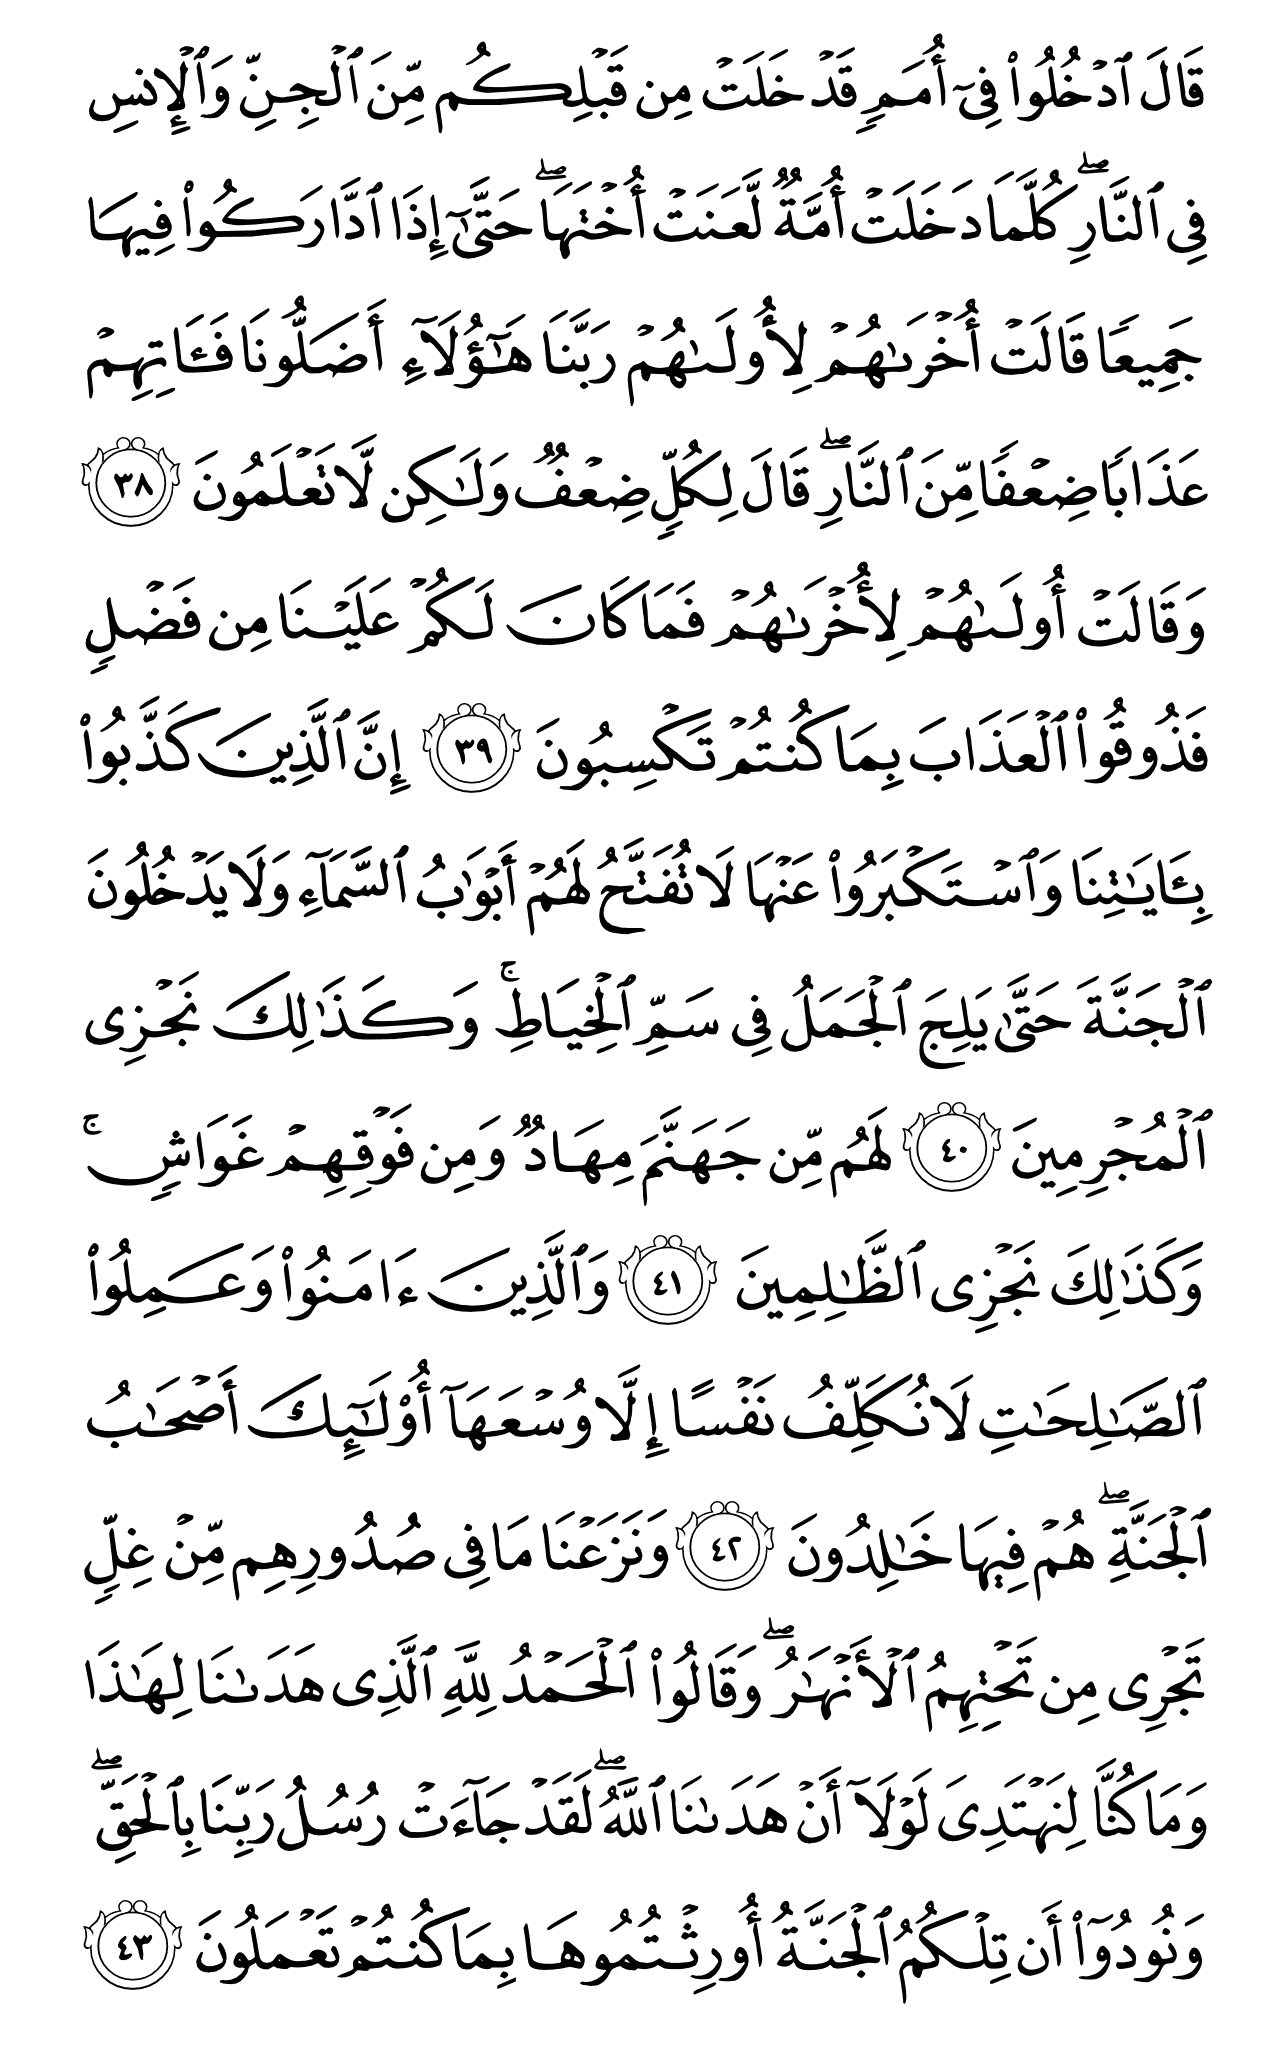 قَالَ ٱدۡخُلُواْ فِيٓ أُمَمٖ قَدۡ خَلَتۡ مِن قَبۡلِكُم مِّنَ ٱلۡجِنِّ وَٱلۡإِنسِ
فِي ٱلنَّارِۖ كُلَّمَا دَخَلَتۡ أُمَّةٞ لَّعَنَتۡ أُخۡتَهَاۖ حَتَّىٰٓ إِذَا ٱدَّارَكُواْ فِيهَا
جَمِيعٗا قَالَتۡ أُخۡرَىٰهُمۡ لِأُولَىٰهُمۡ رَبَّنَا هَٰٓؤُلَآءِ أَضَلُّونَا فَـَٔاتِهِمۡ
عَذَابٗا ضِعۡفٗا مِّنَ ٱلنَّارِۖ قَالَ لِكُلّٖ ضِعۡفٞ وَلَٰكِن لَّا تَعۡلَمُونَ ٣٨
وَقَالَتۡ أُولَىٰهُمۡ لِأُخۡرَىٰهُمۡ فَمَا كَانَ لَكُمۡ عَلَيۡنَا مِن فَضۡلٖ
فَذُوقُواْ ٱلۡعَذَابَ بِمَا كُنتُمۡ تَكۡسِبُونَ ٣٩ إِنَّ ٱلَّذِينَ كَذَّبُواْ
بِـَٔايَٰتِنَا وَٱسۡتَكۡبَرُواْ عَنۡهَا لَا تُفَتَّحُ لَهُمۡ أَبۡوَٰبُ ٱلسَّمَآءِ وَلَا يَدۡخُلُونَ
ٱلۡجَنَّةَ حَتَّىٰ يَلِجَ ٱلۡجَمَلُ فِي سَمِّ ٱلۡخِيَاطِۚ وَكَذَٰلِكَ نَجۡزِي
ٱلۡمُجۡرِمِينَ ٤٠ لَهُم مِّن جَهَنَّمَ مِهَادٞ وَمِن فَوۡقِهِمۡ غَوَاشٖۚ
وَكَذَٰلِكَ نَجۡزِي ٱلظَّٰلِمِينَ ٤١ وَٱلَّذِينَ ءَامَنُواْ وَعَمِلُواْ
ٱلصَّٰلِحَٰتِ لَا نُكَلِّفُ نَفۡسًا إِلَّا وُسۡعَهَآ أُوْلَٰٓئِكَ أَصۡحَٰبُ
ٱلۡجَنَّةِۖ هُمۡ فِيهَا خَٰلِدُونَ ٤٢ وَنَزَعۡنَا مَا فِي صُدُورِهِم مِّنۡ غِلّٖ
تَجۡرِي مِن تَحۡتِهِمُ ٱلۡأَنۡهَٰرُۖ وَقَالُواْ ٱلۡحَمۡدُ لِلَّهِ ٱلَّذِي هَدَىٰنَا لِهَٰذَا
وَمَا كُنَّا لِنَهۡتَدِيَ لَوۡلَآ أَنۡ هَدَىٰنَا ٱللَّهُۖ لَقَدۡ جَآءَتۡ رُسُلُ رَبِّنَا بِٱلۡحَقِّۖ
وَنُودُوٓاْ أَن تِلۡكُمُ ٱلۡجَنَّةُ أُورِثۡتُمُوهَا بِمَا كُنتُمۡ تَعۡمَلُونَ ٤٣